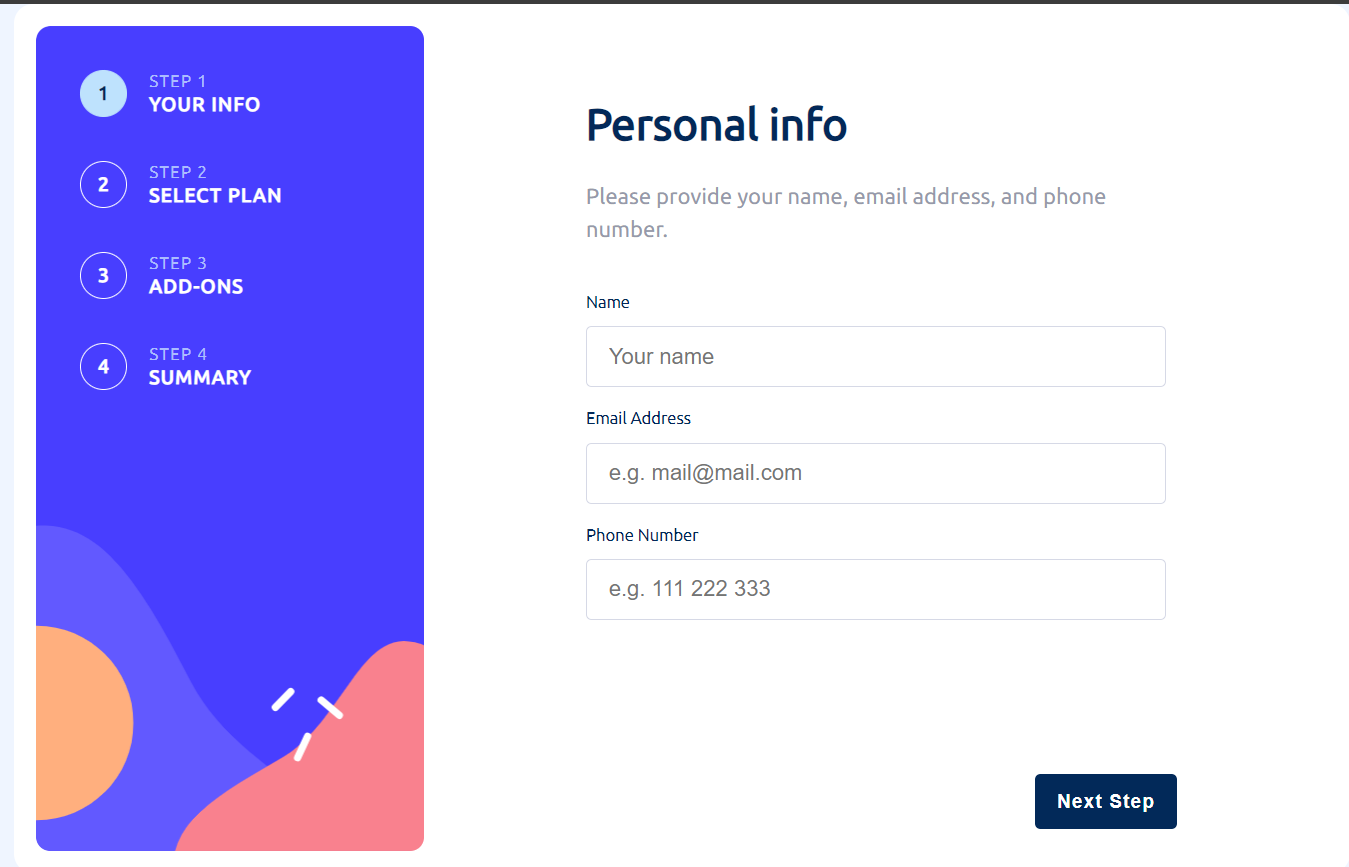 1
STEP 1
YOUR INFO
2
STEP 2
SELECT PLAN
3
STEP 3
ADD-ONS
4
STEP 4
SUMMARY
Personal info
Please provide your name, email address, and phone
number.
Name
Your name
Email Address
e.g. mail@mail.com
Phone Number
e.g. 111 222 333
Next Step